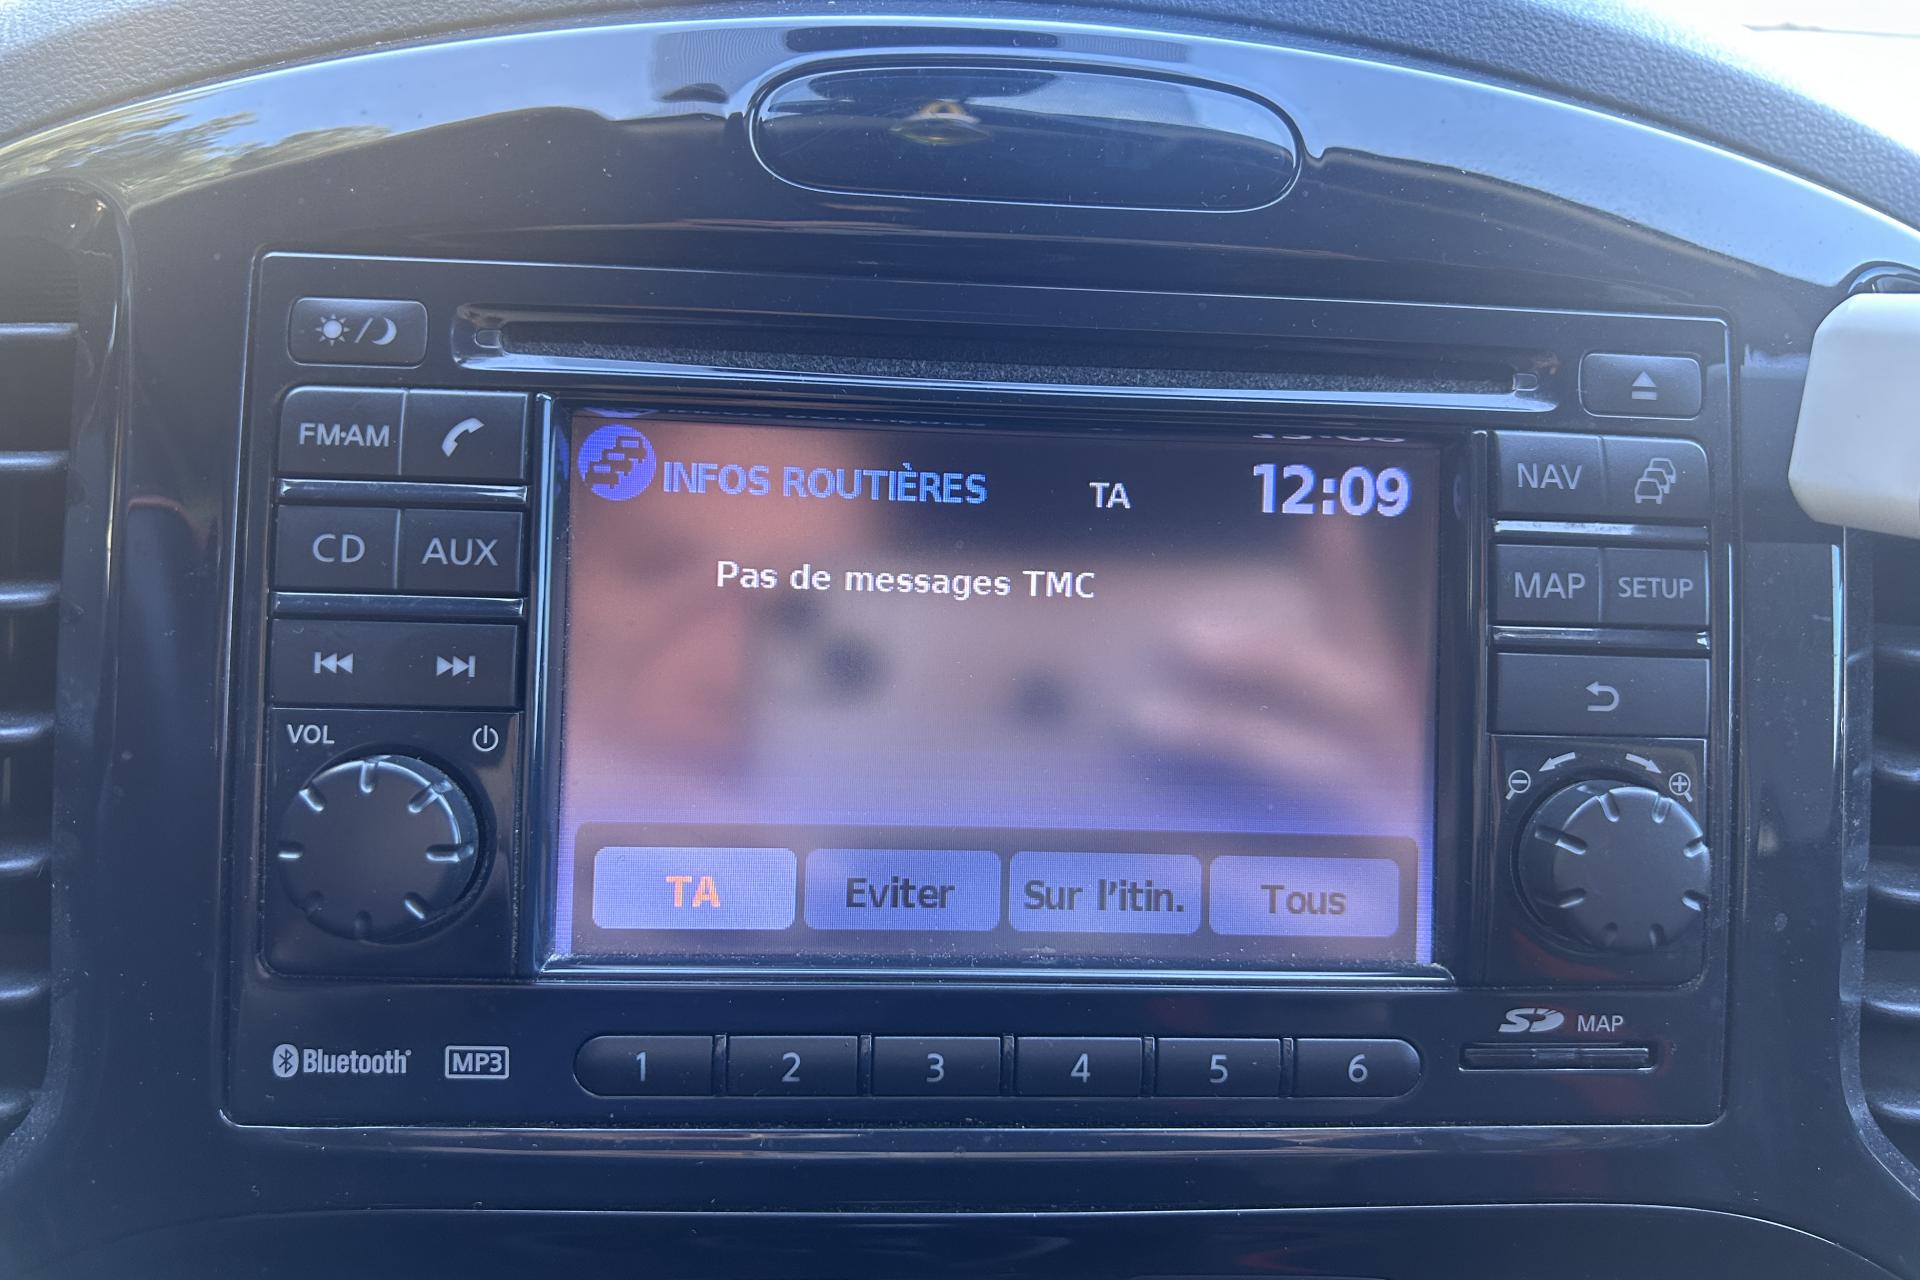 FM·AM
CD AUX
VOL
INFOS ROUTIÈRES TA 12:09
Pas de messages TMC
TA Eviter Sur l'itin. Tous
NAV
MAP SETUP
Bluetooth MP3 1 2 3 4 5 6 SD MAP